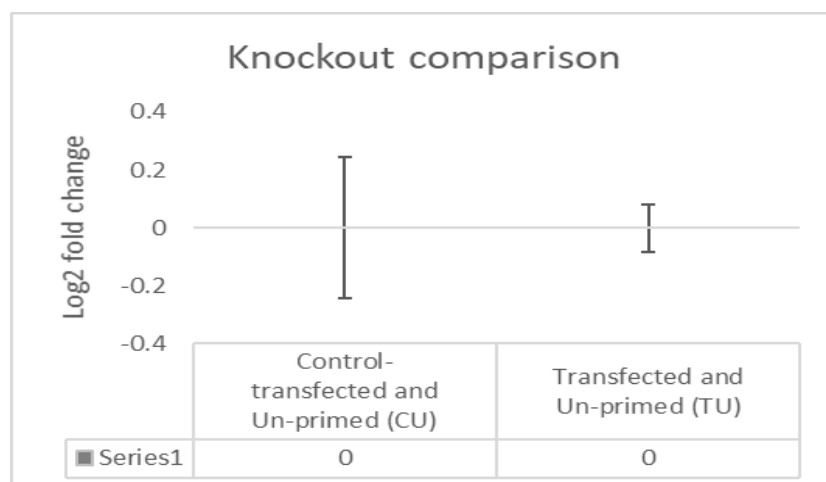 Knockout comparison
Log2 fold change
0.4
0.2
0
-0.2
-0.4
Control-
transfected and
Un-primed (CU)
Transfected and
Un-primed (TU)
Series1 0 0